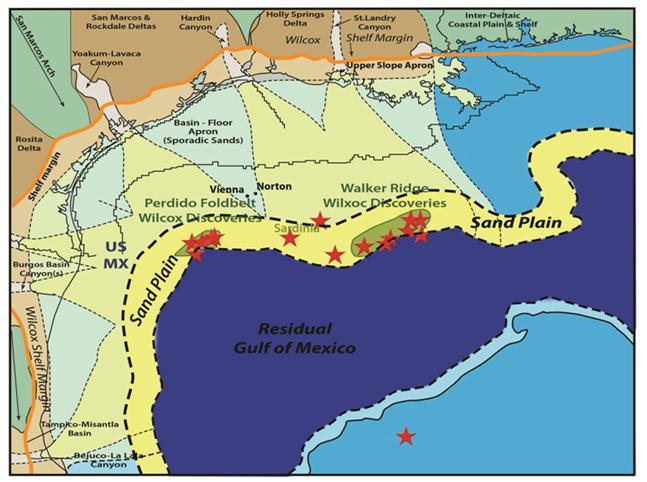 San Marcos Arch
San Marcos &
Rockdale Deltas
Hardin
Canyon
Holly Springs
Delta
Wilcox
St.Landry
Canyon
Shelf Margin
Inter-Deltaic
Coastal Plain & Shelf
Yoakum-Lavaca
Canyon
Upper Slope Apron
Rosita
Delta
Shelf margin
Basin - Floor
Apron
(Sporadic Sands)
Vienna
Norton
Perdido Foldbelt
Wilcox Discoveries
Walker Ridge
Wilxoc Discoveries
Sardinia
Sand Plain
US
MX
Burgos Basin
Canyon(s)
Sand Plain
Wilcox Shelf Margin
Residual
Gulf of Mexico
Tampico-Misantla
Basin
Bejuco-La Laja
Canyon